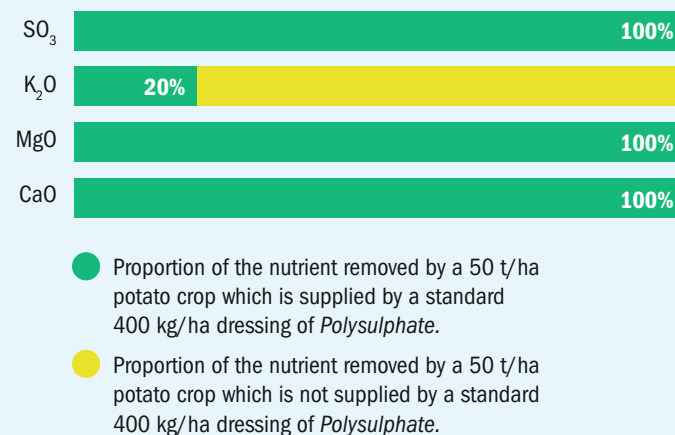 SO3 100%
K2O 20%
MgO 100%
CaO 100%
Proportion of the nutrient removed by a 50 t/ha
potato crop which is supplied by a standard
400 kg/ha dressing of Polysulphate.
Proportion of the nutrient removed by a 50 t/ha
potato crop which is not supplied by a standard
400 kg/ha dressing of Polysulphate.